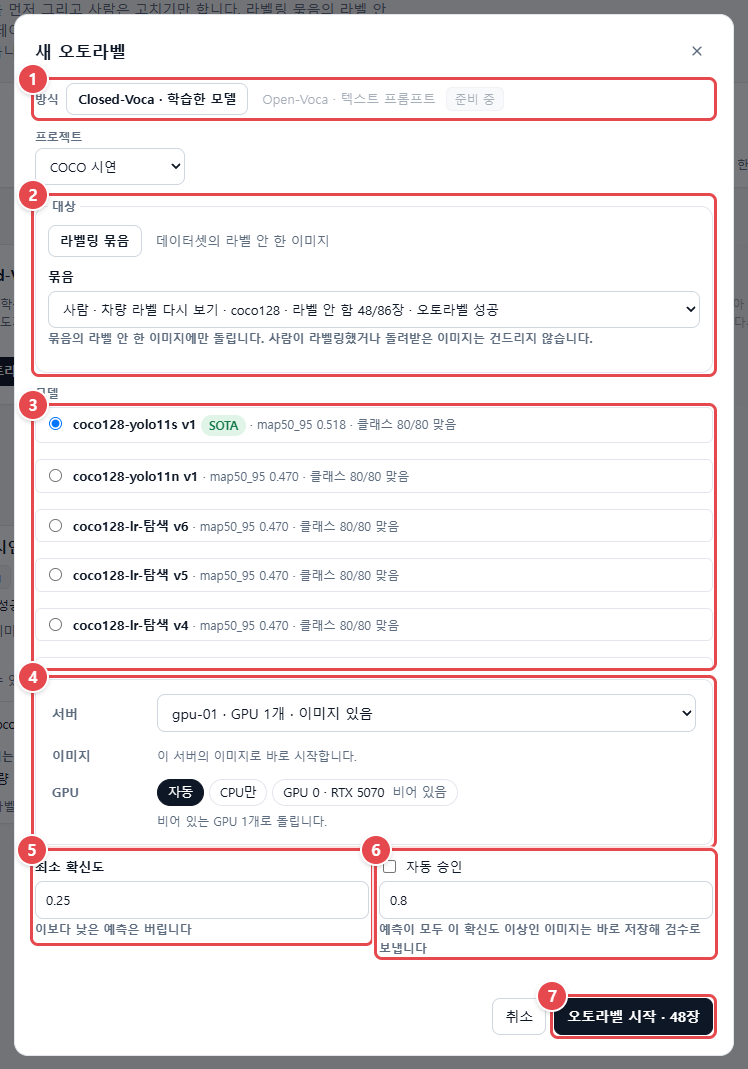 먼저 그리고 사람은 고치기만 합니다. 라벨링 묶음의 라벨 안
새 오토라벨
×
1
방식 Closed-Voca · 학습한 모델 Open-Voca · 텍스트 프롬프트 준비 중
프로젝트
COCO 시연
2
대상
라벨링 묶음 데이터셋의 라벨 안 한 이미지
묶음
사람 · 차량 라벨 다시 보기 · coco128 · 라벨 안 함 48/86장 · 오토라벨 성공
묶음의 라벨 안 한 이미지에만 돌립니다. 사람이 라벨링했거나 돌려받은 이미지는 건드리지 않습니다.
모델
3
coco128-yolo11s v1 SOTA · map50_95 0.518 · 클래스 80/80 맞음
coco128-yolo11n v1 · map50_95 0.470 · 클래스 80/80 맞음
coco128-lr-탐색 v6 · map50_95 0.470 · 클래스 80/80 맞음
coco128-lr-탐색 v5 · map50_95 0.470 · 클래스 80/80 맞음
coco128-lr-탐색 v4 · map50_95 0.470 · 클래스 80/80 맞음
4
서버 gpu-01 · GPU 1개 · 이미지 있음
이미지 이 서버의 이미지로 바로 시작합니다.
GPU 자동 CPU만 GPU 0 · RTX 5070 비어 있음
비어 있는 GPU 1개로 돌립니다.
5
최소 확신도
0.25
이보다 낮은 예측은 버립니다
6
자동 승인
0.8
예측이 모두 이 확신도 이상인 이미지는 바로 저장해 검수로
보냅니다
7
취소 오토라벨 시작 · 48장